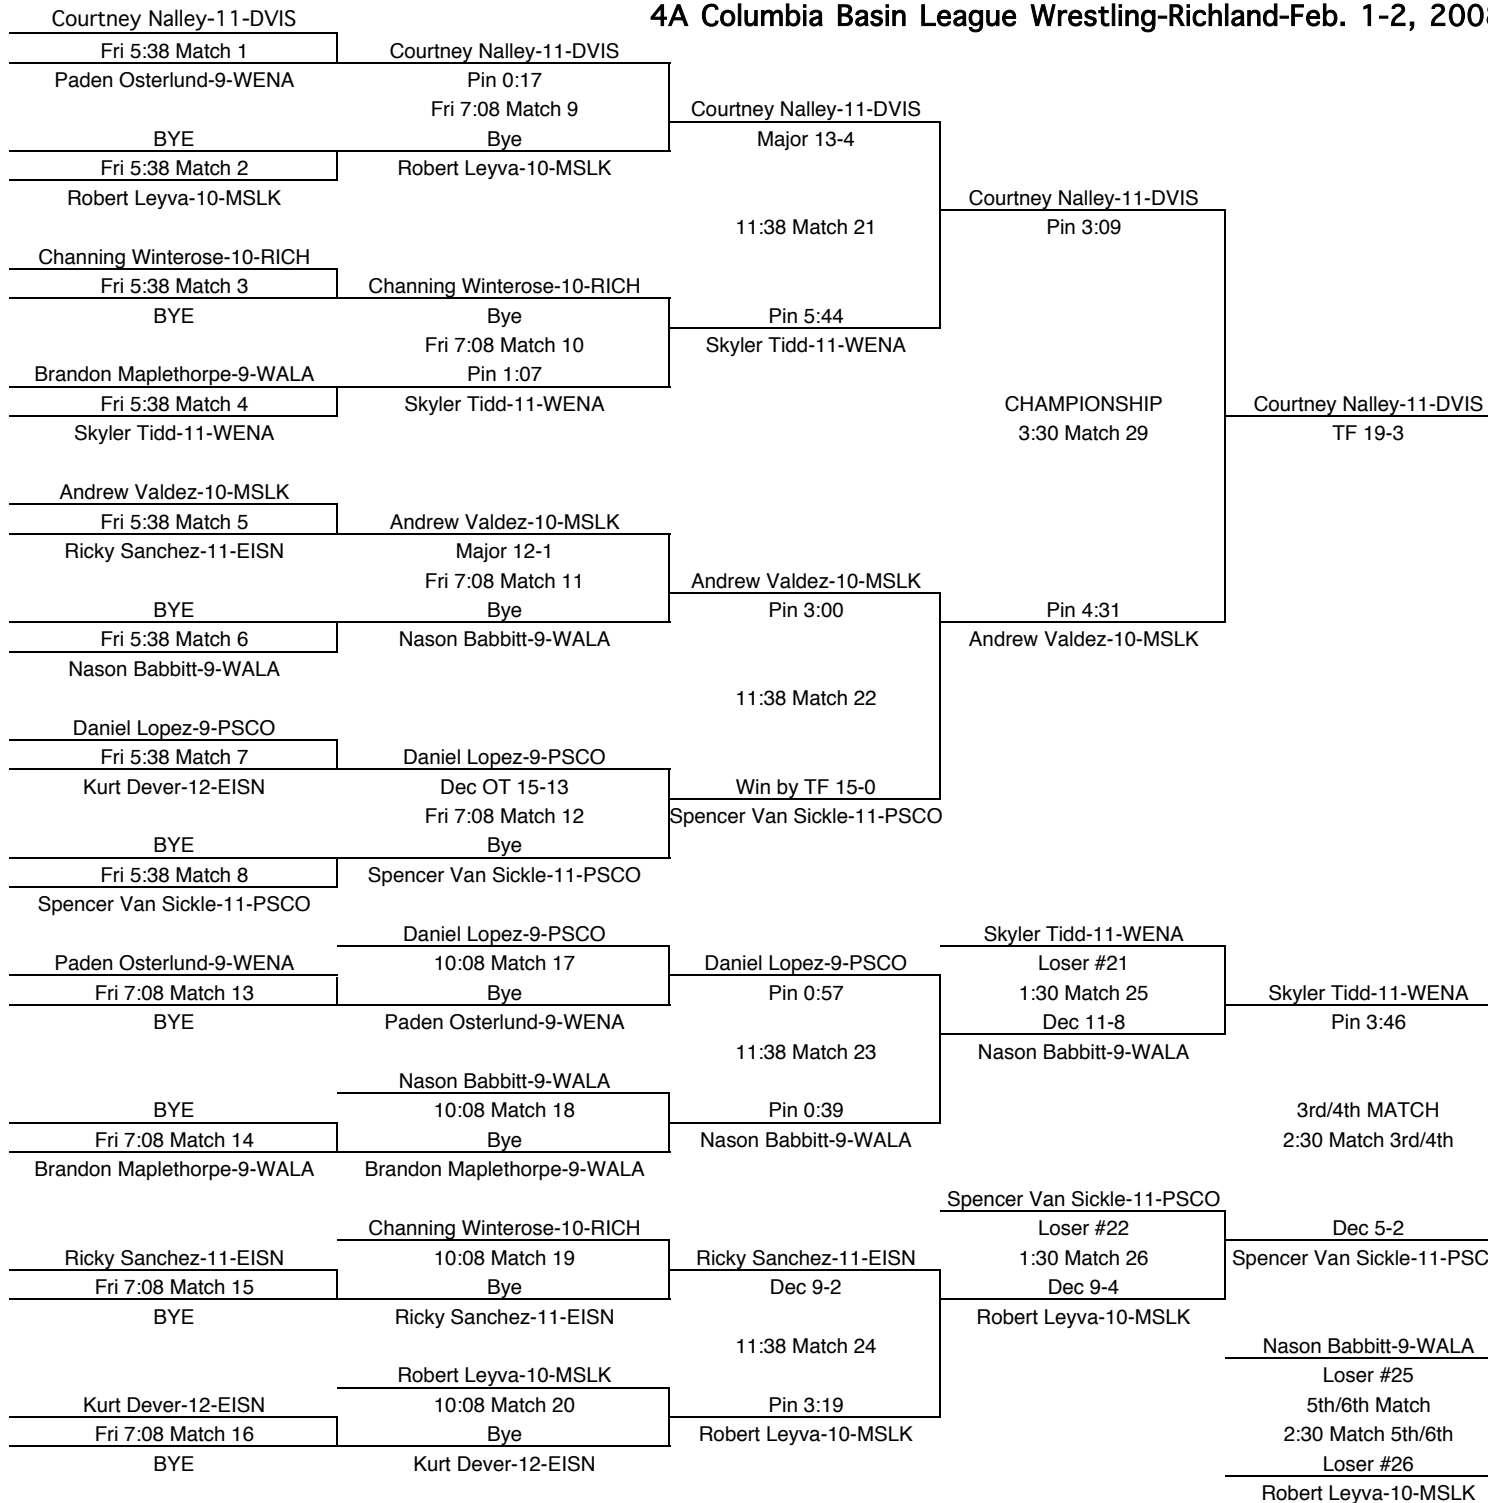 Courtney Nalley-11-DVIS
4A Columbia Basin League Wrestling-Richland-Feb. 1-2, 2008
Fri 5:38 Match 1
Courtney Nalley-11-DVIS
Paden Osterlund-9-WENA
Pin 0:17
Fri 7:08 Match 9
Courtney Nalley-11-DVIS
BYE
Bye
Major 13-4
Fri 5:38 Match 2
Robert Leyva-10-MSLK
Robert Leyva-10-MSLK
Courtney Nalley-11-DVIS
11:38 Match 21
Pin 3:09
Channing Winterose-10-RICH
Fri 5:38 Match 3
Channing Winterose-10-RICH
BYE
Bye
Pin 5:44
Fri 7:08 Match 10
Skyler Tidd-11-WENA
Brandon Maplethorpe-9-WALA
Pin 1:07
Fri 5:38 Match 4
Skyler Tidd-11-WENA
CHAMPIONSHIP
Courtney Nalley-11-DVIS
Skyler Tidd-11-WENA
3:30 Match 29
TF 19-3
Andrew Valdez-10-MSLK
Fri 5:38 Match 5
Andrew Valdez-10-MSLK
Ricky Sanchez-11-EISN
Major 12-1
Fri 7:08 Match 11
Andrew Valdez-10-MSLK
BYE
Bye
Pin 3:00
Pin 4:31
Fri 5:38 Match 6
Nason Babbitt-9-WALA
Andrew Valdez-10-MSLK
Nason Babbitt-9-WALA
11:38 Match 22
Daniel Lopez-9-PSCO
Fri 5:38 Match 7
Daniel Lopez-9-PSCO
Kurt Dever-12-EISN
Dec OT 15-13
Win by TF 15-0
Fri 7:08 Match 12
Spencer Van Sickle-11-PSCO
BYE
Bye
Fri 5:38 Match 8
Spencer Van Sickle-11-PSCO
Spencer Van Sickle-11-PSCO
Daniel Lopez-9-PSCO
Skyler Tidd-11-WENA
Paden Osterlund-9-WENA
10:08 Match 17
Daniel Lopez-9-PSCO
Loser #21
Fri 7:08 Match 13
Bye
Pin 0:57
1:30 Match 25
Skyler Tidd-11-WENA
BYE
Paden Osterlund-9-WENA
Dec 11-8
Pin 3:46
11:38 Match 23
Nason Babbitt-9-WALA
Nason Babbitt-9-WALA
BYE
10:08 Match 18
Pin 0:39
3rd/4th MATCH
Fri 7:08 Match 14
Bye
Nason Babbitt-9-WALA
2:30 Match 3rd/4th
Brandon Maplethorpe-9-WALA
Brandon Maplethorpe-9-WALA
Spencer Van Sickle-11-PSCO
Channing Winterose-10-RICH
Loser #22
Dec 5-2
Ricky Sanchez-11-EISN
10:08 Match 19
Ricky Sanchez-11-EISN
1:30 Match 26
Spencer Van Sickle-11-PSC
Fri 7:08 Match 15
Bye
Dec 9-2
Dec 9-4
BYE
Ricky Sanchez-11-EISN
Robert Leyva-10-MSLK
11:38 Match 24
Nason Babbitt-9-WALA
Robert Leyva-10-MSLK
Loser #25
Kurt Dever-12-EISN
10:08 Match 20
Pin 3:19
5th/6th Match
Fri 7:08 Match 16
Bye
Robert Leyva-10-MSLK
2:30 Match 5th/6th
BYE
Kurt Dever-12-EISN
Loser #26
Robert Leyva-10-MSLK